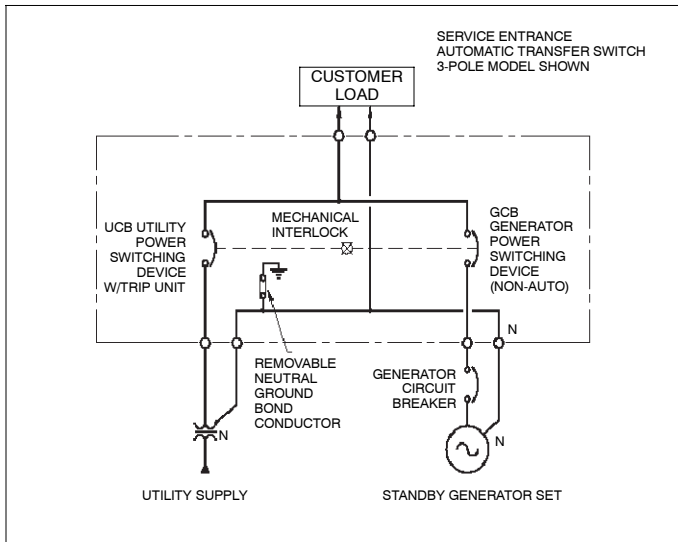 SERVICE ENTRANCE
AUTOMATIC TRANSFER SWITCH
3-POLE MODEL SHOWN
CUSTOMER
LOAD
UCB UTILITY
POWER
SWITCHING
DEVICE
W/TRIP UNIT
MECHANICAL
INTERLOCK
GCB
GENERATOR
POWER
SWITCHING
DEVICE
(NON-AUTO)
N
REMOVABLE
NEUTRAL
GROUND
BOND
CONDUCTOR
GENERATOR
CIRCUIT
BREAKER
N
N
UTILITY SUPPLY
STANDBY GENERATOR SET